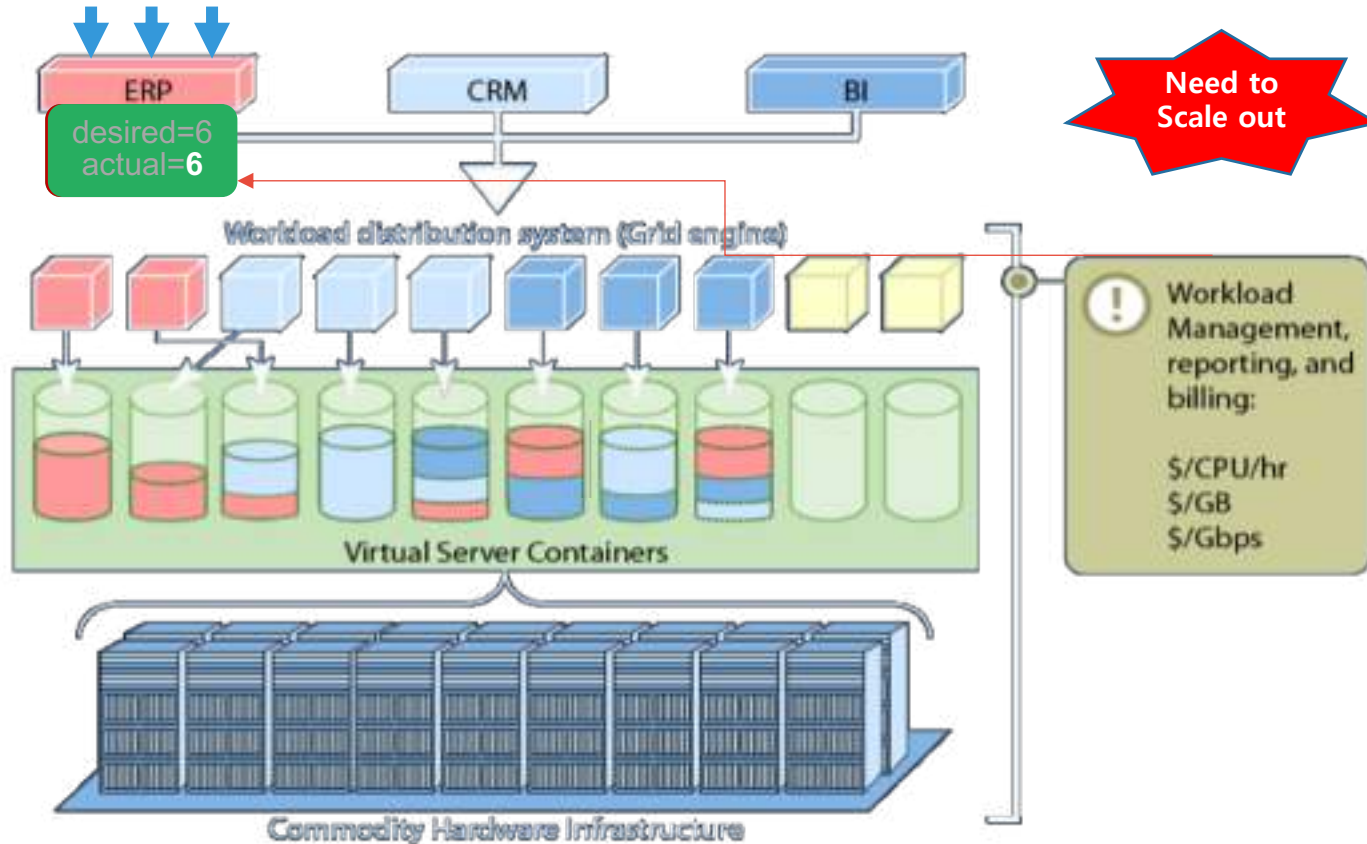 ERP
CRM
BI
Need to
Scale out
desired=6
actual=6
Workload distribution system (Grid engine)
!
Workload
Management,
reporting, and
billing:
$/CPU/hr
$/GB
$/Gbps
Virtual Server Containers
Commodity Hardware Infrastructure